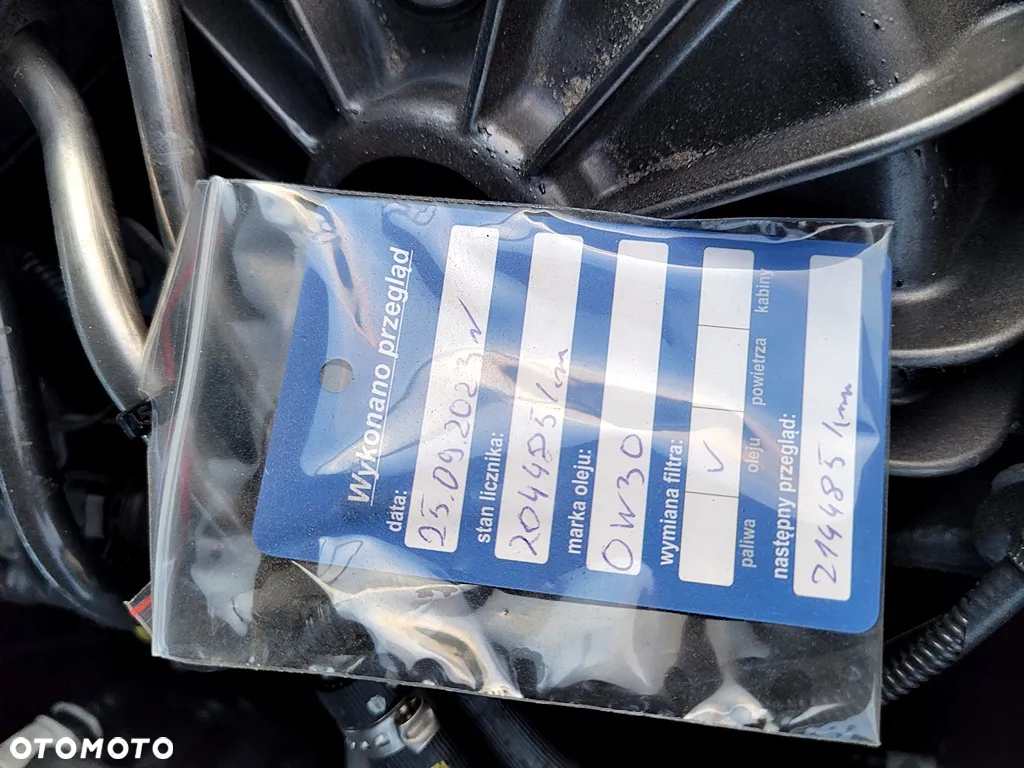 Wykonano przegląd
data:
25.09.2023 r
stan licznika:
204485 km
marka oleju:
0W30
wymiana filtra:
V
paliwa oleju powietrza kabiny
następny przegląd:
214485 km
OTOMOTO